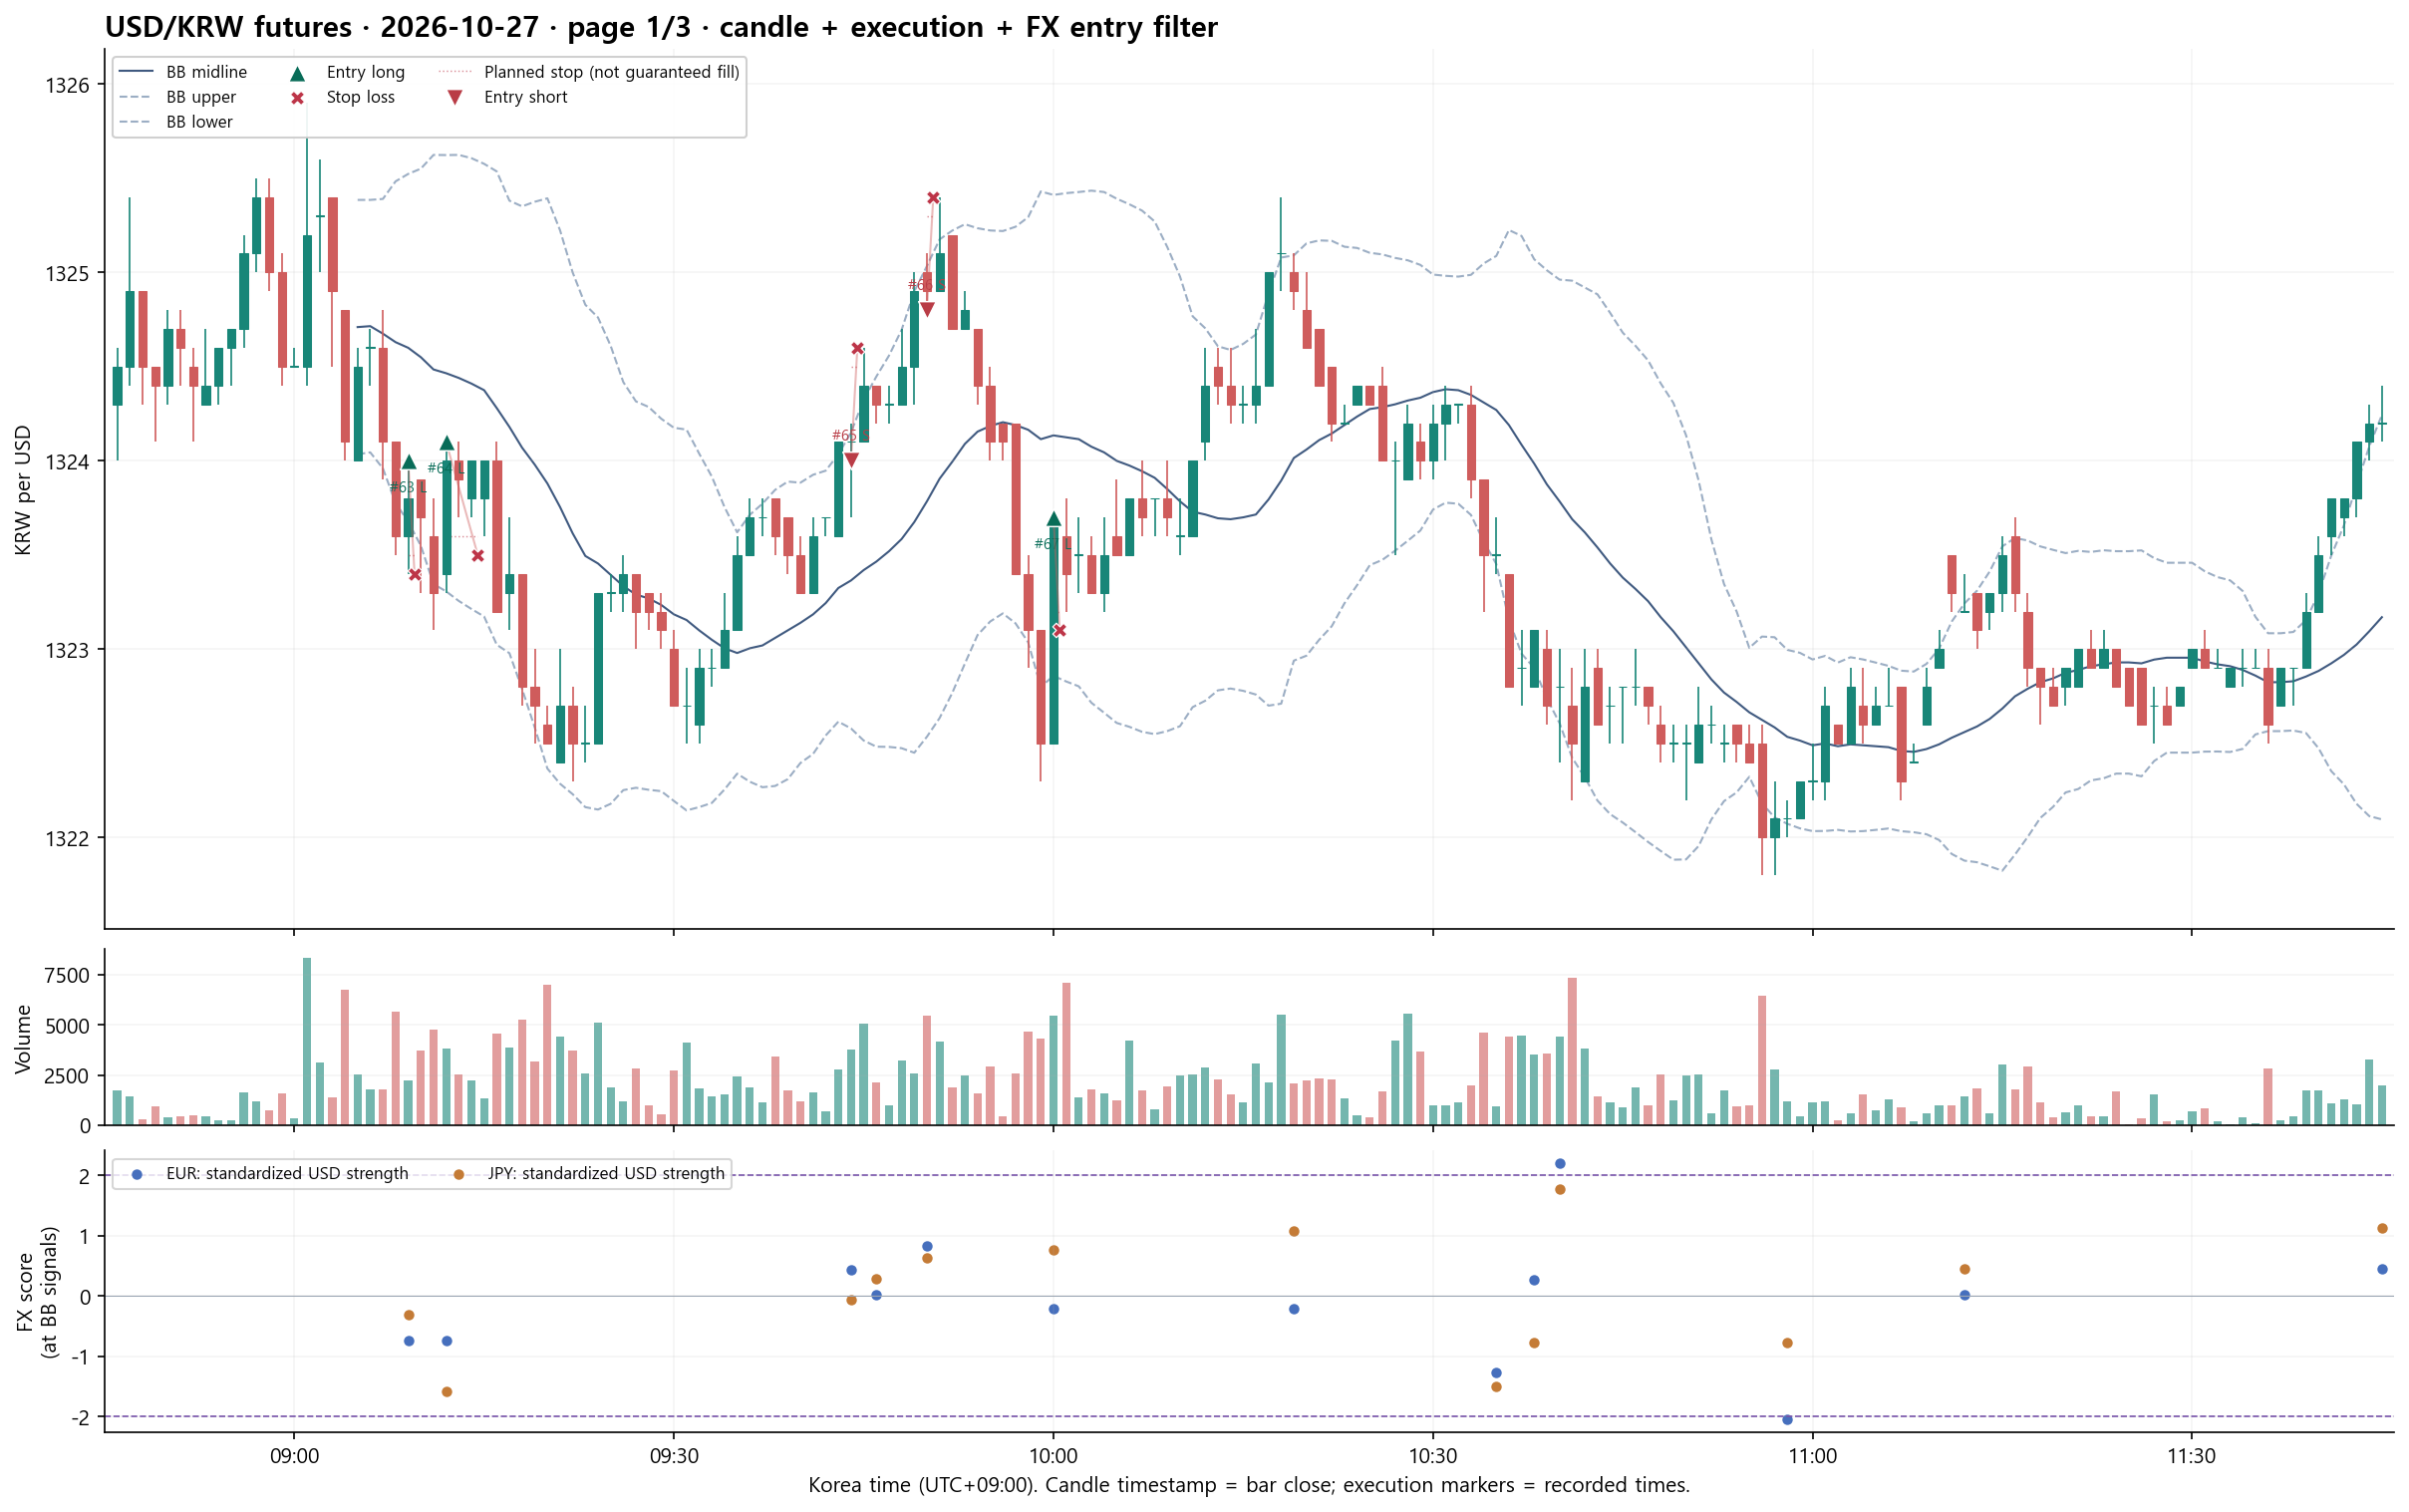 USD/KRW futures · 2026-10-27 · page 1/3 · candle + execution + FX entry filter
BB midline
BB upper
BB lower
Entry long
Stop loss
Planned stop (not guaranteed fill)
Entry short
KRW per USD
1326
1325
1324
1323
1322
#63 L
#64 L
#65
#66
#67 L
Volume
7500
5000
2500
0
EUR: standardized USD strength
JPY: standardized USD strength
FX score
(at BB signals)
2
1
0
-1
-2
09:00
09:30
10:00
10:30
11:00
11:30
Korea time (UTC+09:00). Candle timestamp = bar close; execution markers = recorded times.